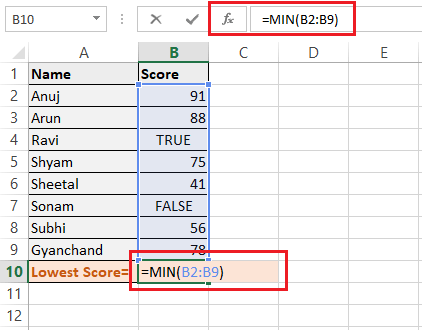 B10 fx =MIN(B2:B9)
A B C D E
1 Name Score
2 Anuj 91
3 Arun 88
4 Ravi TRUE
5 Shyam 75
6 Sheetal 41
7 Sonam FALSE
8 Subhi 56
9 Gyanchand 78
10 Lowest Score= =MIN(B2:B9)
11
12
13